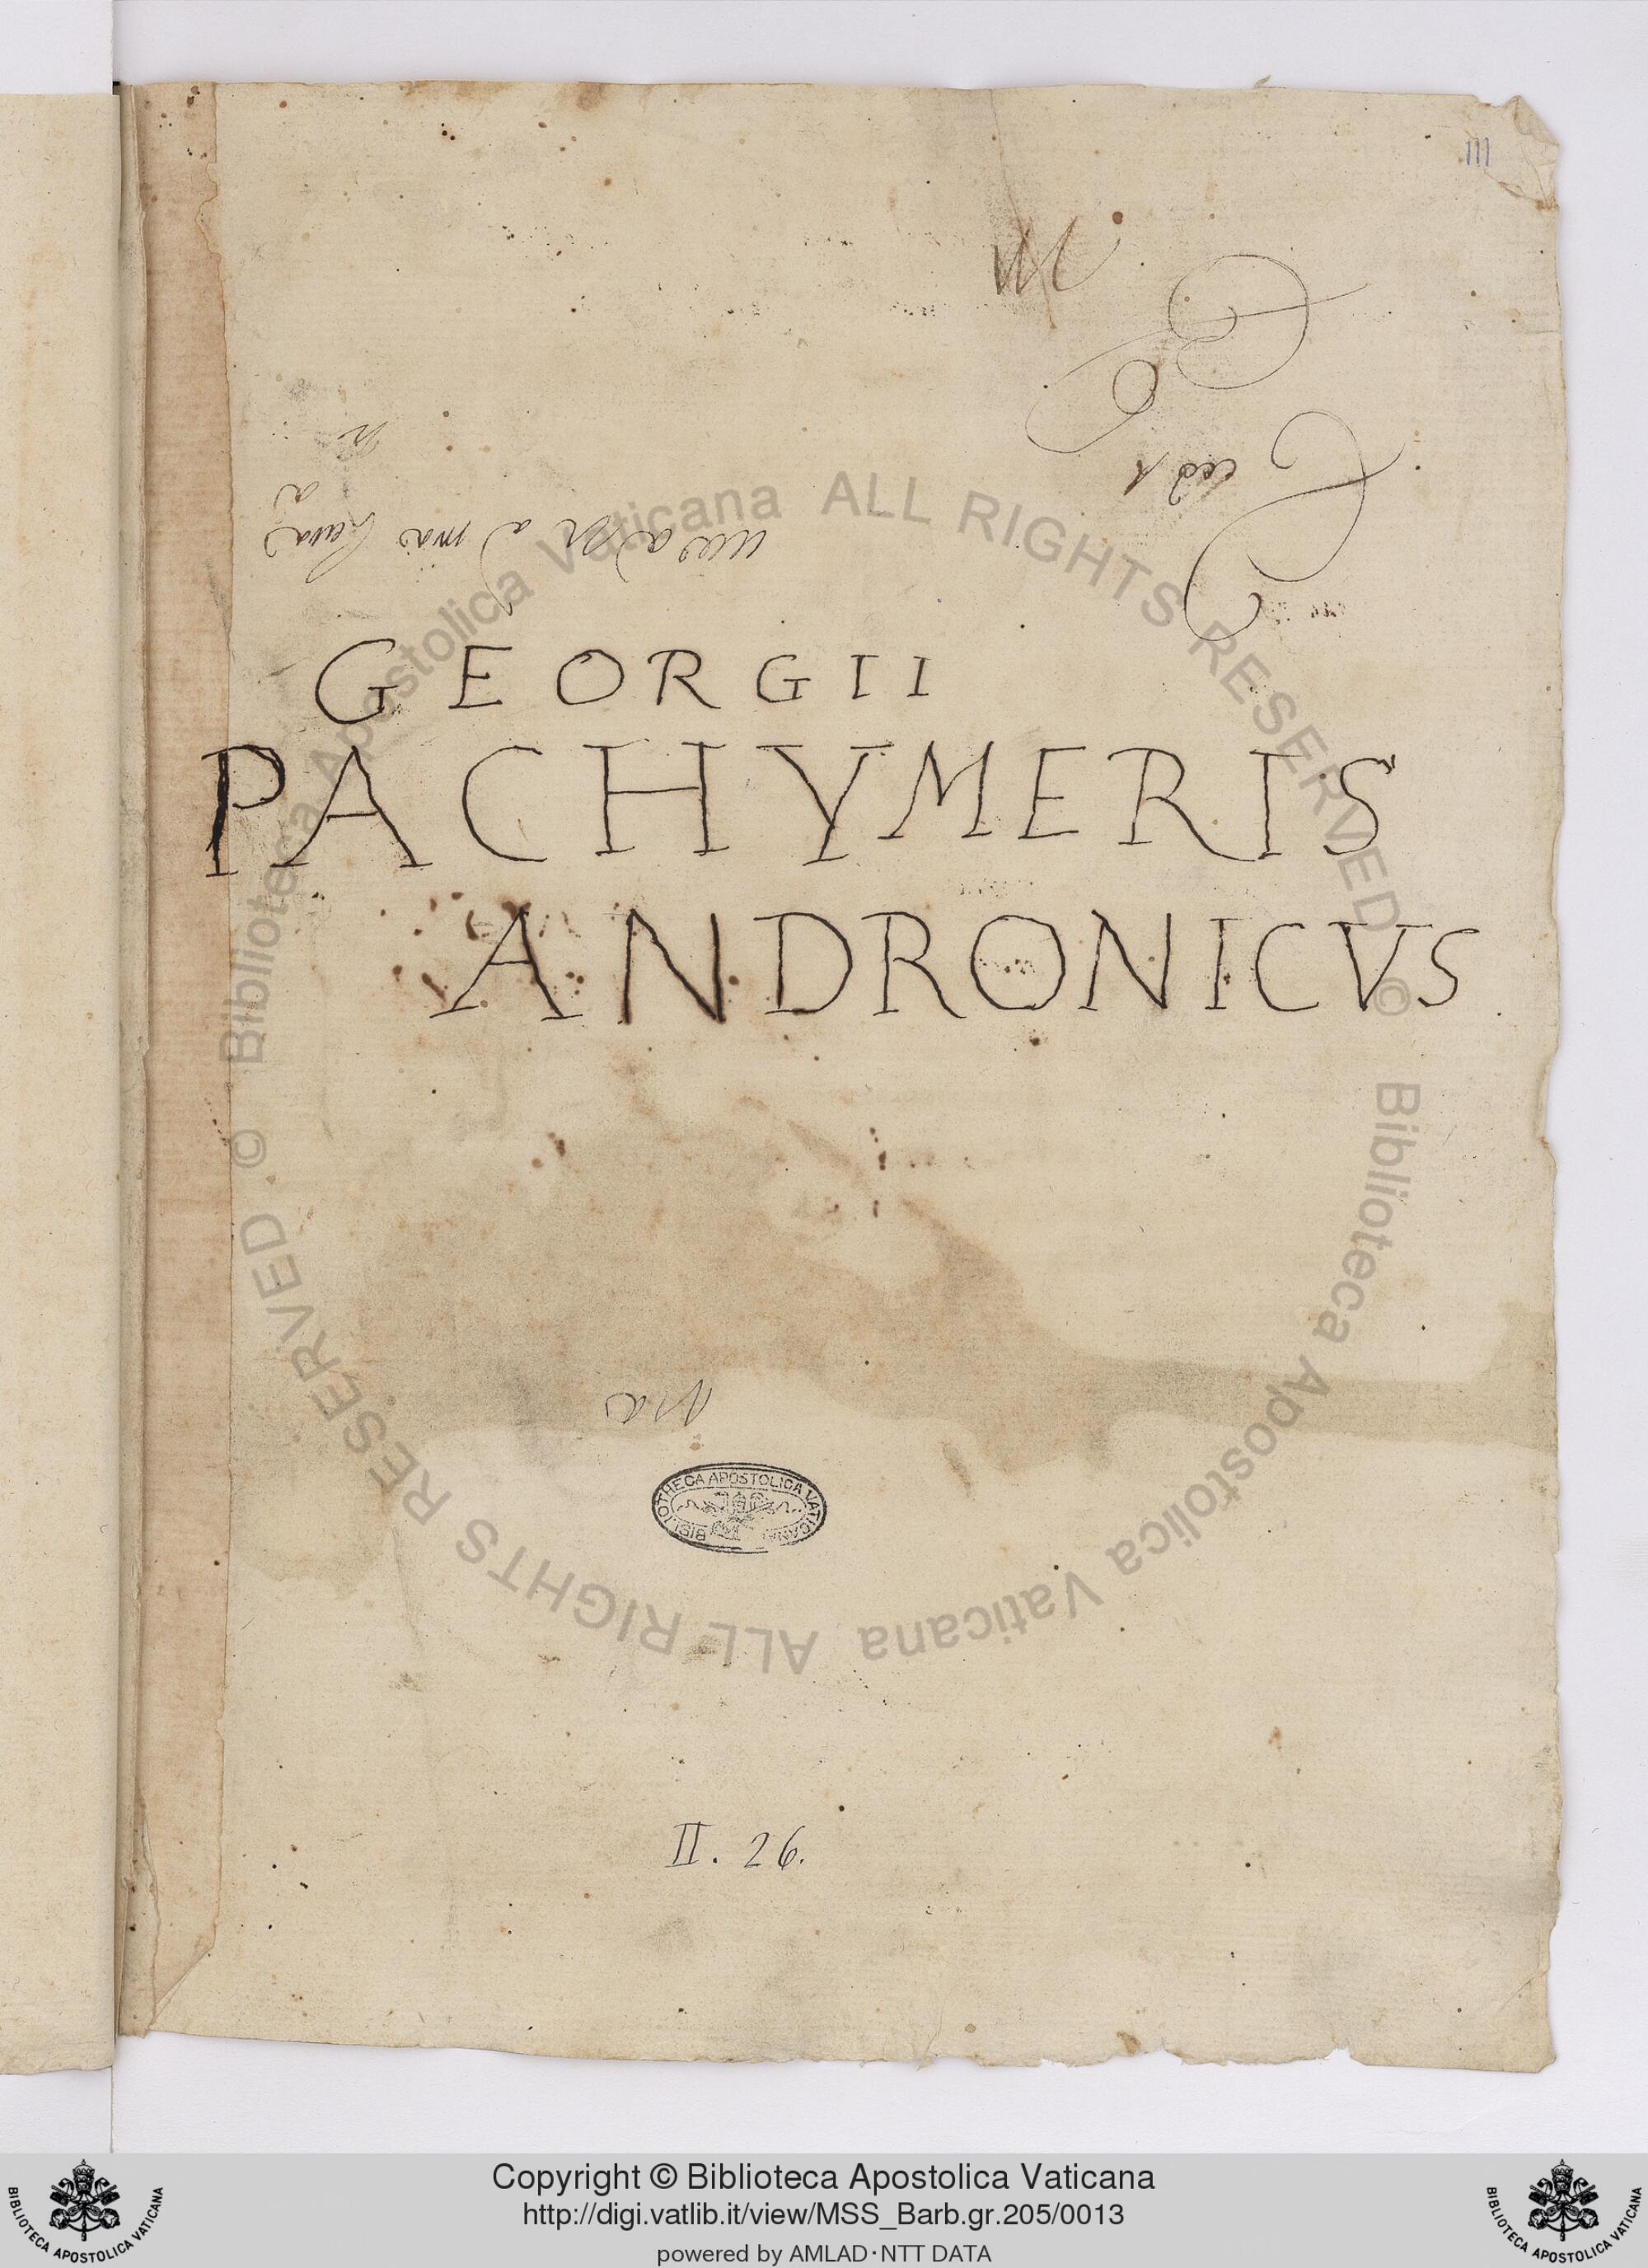 III
GEORGII
PACHYMERIS
ANDRONICVS
BIBLIOTHECA APOSTOLICA VATICANA
II. 26.
© Biblioteca Apostolica Vaticana ALL RIGHTS RESERVED © Biblioteca Apostolica Vaticana ALL RIGHTS RESERVED
Copyright © Biblioteca Apostolica Vaticana
http://digi.vatlib.it/view/MSS_Barb.gr.205/0013
powered by AMLAD·NTT DATA
BIBLIOTECA APOSTOLICA VATICANA
BIBLIOTECA APOSTOLICA VATICANA